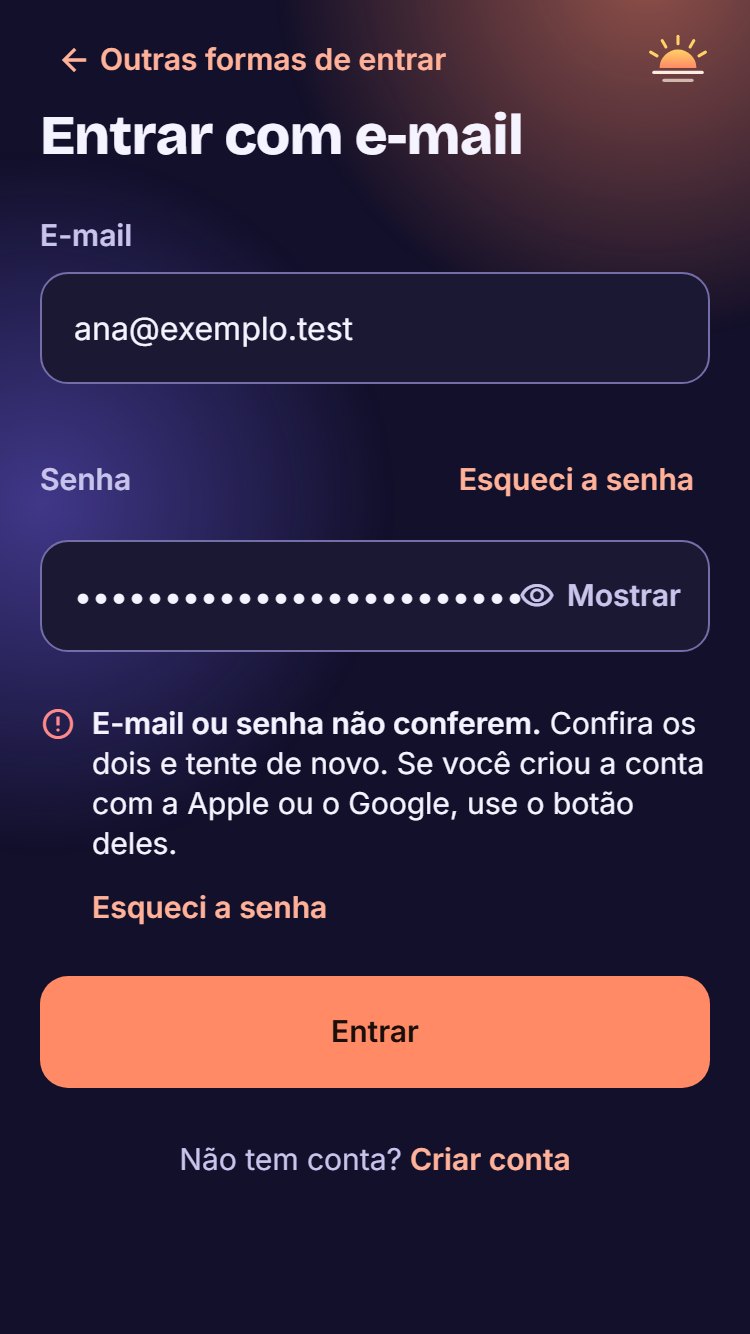 ← Outras formas de entrar
Entrar com e-mail
E-mail
ana@exemplo.test
Senha
Esqueci a senha
•••••••••••••••••••••••••
Mostrar
E-mail ou senha não conferem. Confira os
dois e tente de novo. Se você criou a conta
com a Apple ou o Google, use o botão
deles.
Esqueci a senha
Entrar
Não tem conta? Criar conta